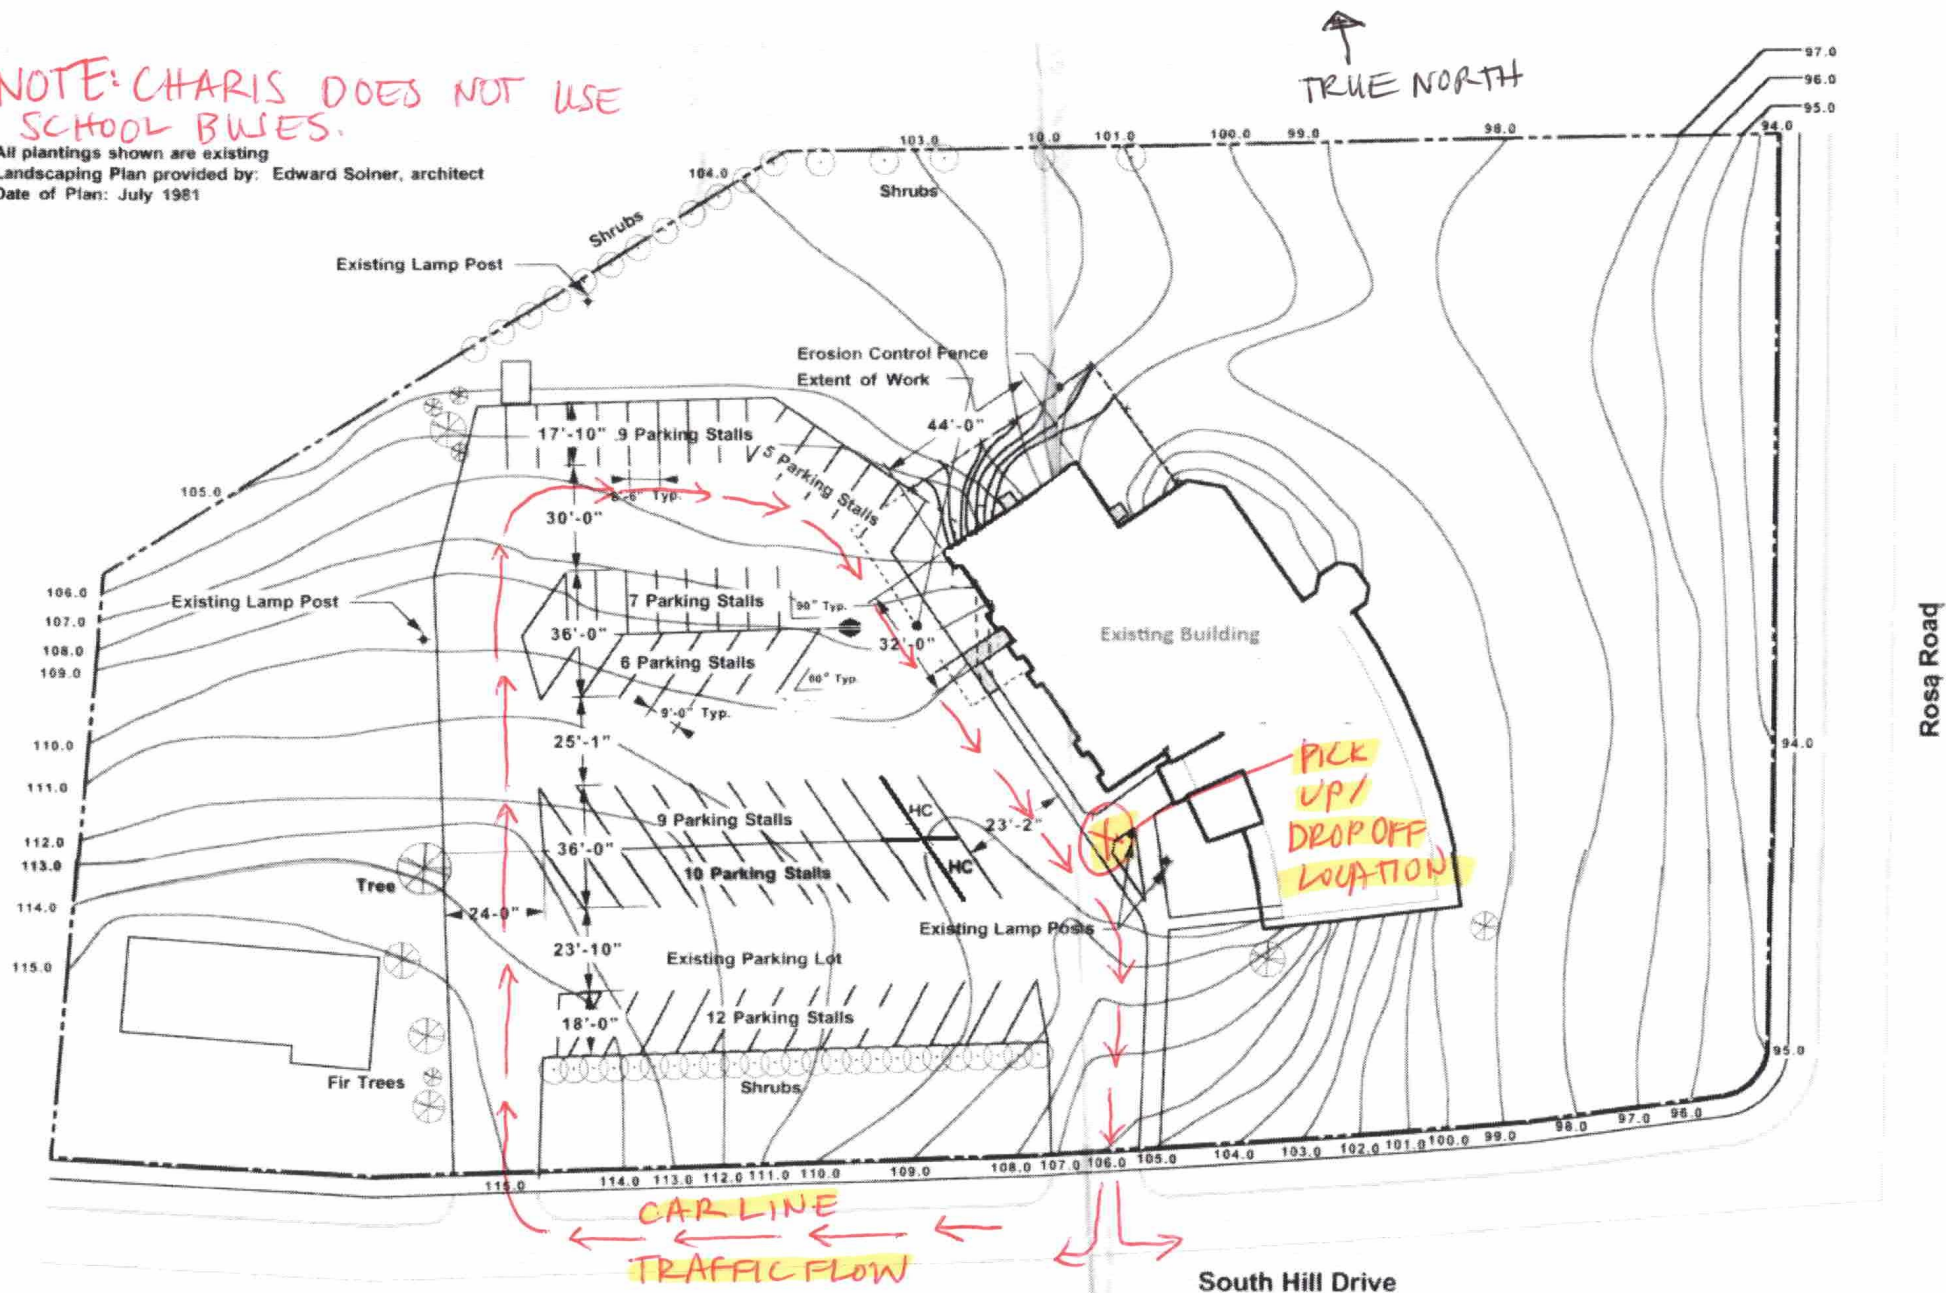 TRUE NORTH
NOTE: CHARIS DOES NOT USE
SCHOOL BUSES.
All plantings shown are existing
Landscaping Plan provided by: Edward Solner, architect
Date of Plan: July 1981
97.0
96.0
95.0
94.0
103.0
10.0
101.0
100.0
99.0
98.0
104.0
Shrubs
Shrubs
Existing Lamp Post
Erosion Control Fence
Extent of Work
44'-0"
17'-10"
9 Parking Stalls
5 Parking Stalls
105.0
8'-6" Typ.
30'-0"
106.0
107.0
108.0
109.0
Existing Lamp Post
7 Parking Stalls
90° Typ.
36'-0"
32'-0"
6 Parking Stalls
60° Typ.
9'-0" Typ.
Existing Building
Rosa Road
110.0
25'-1"
94.0
111.0
PICK
UP/
DROP OFF
LOCATION
9 Parking Stalls
HC
23'-2"
112.0
36'-0"
113.0
10 Parking Stalls
HC
Tree
114.0
24'-0"
Existing Lamp Posts
23'-10"
Existing Parking Lot
115.0
18'-0"
12 Parking Stalls
95.0
Fir Trees
Shrubs
115.0
114.0
113.0
112.0
111.0
110.0
109.0
108.0
107.0
106.0
105.0
104.0
103.0
102.0
101.0
100.0
99.0
98.0
97.0
96.0
CAR LINE
TRAFFIC FLOW
South Hill Drive